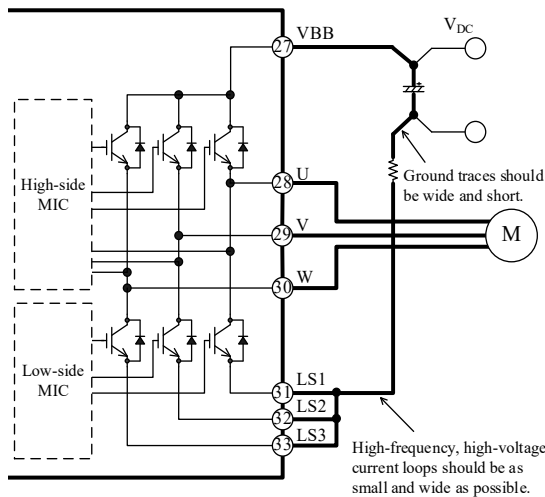 27
VBB
V_DC
High-side
MIC
28
U
Ground traces should
be wide and short.
29
V
M
30
W
Low-side
MIC
31
LS1
32
LS2
33
LS3
High-frequency, high-voltage
current loops should be as
small and wide as possible.